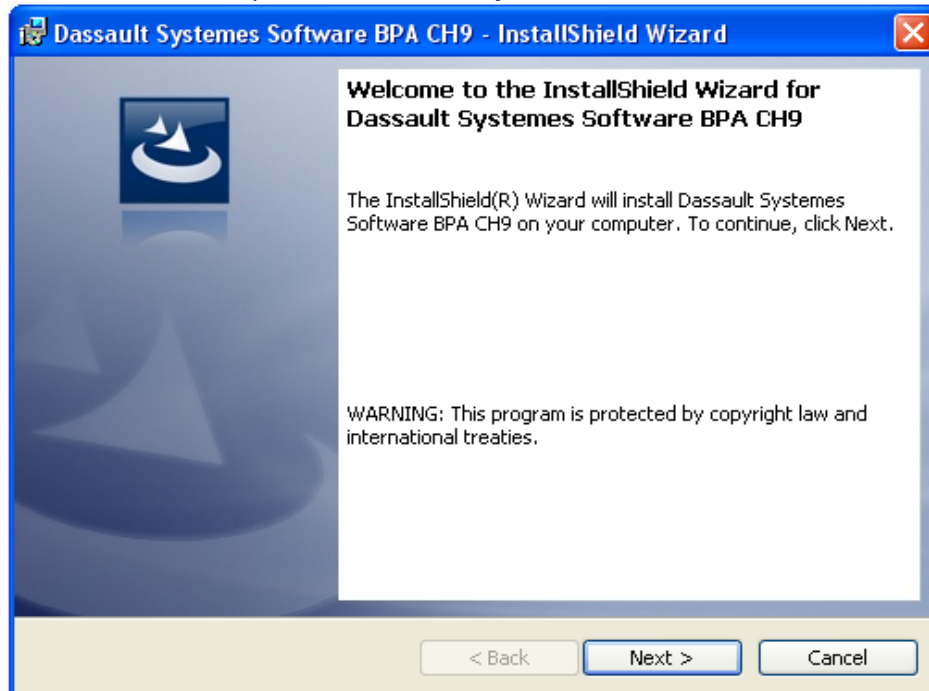 Dassault Systemes Software BPA CH9 - InstallShield Wizard
Welcome to the InstallShield Wizard for
Dassault Systemes Software BPA CH9
The InstallShield(R) Wizard will install Dassault Systemes
Software BPA CH9 on your computer. To continue, click Next.
WARNING: This program is protected by copyright law and
international treaties.
< Back
Next >
Cancel